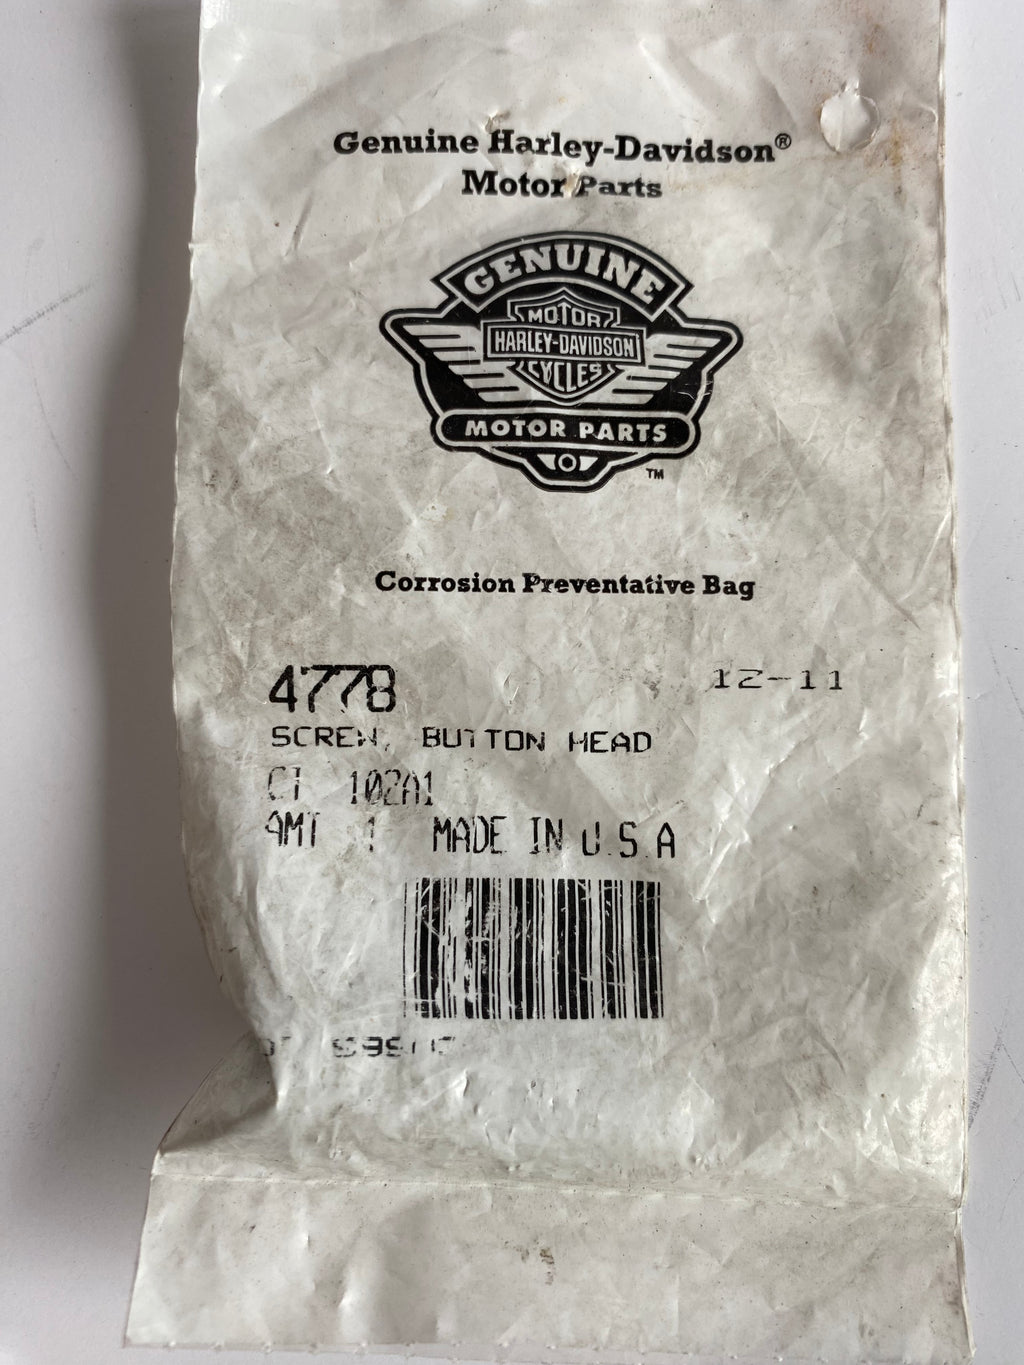 Genuine Harley-Davidson®
Motor Parts
GENUINE
MOTOR
HARLEY-DAVIDSON
CYCLES
MOTOR PARTS
TM
Corrosion Preventative Bag
4778
12-11
SCREW, BUTTON HEAD
CT 102A1
AMT 1 MADE IN U.S.A